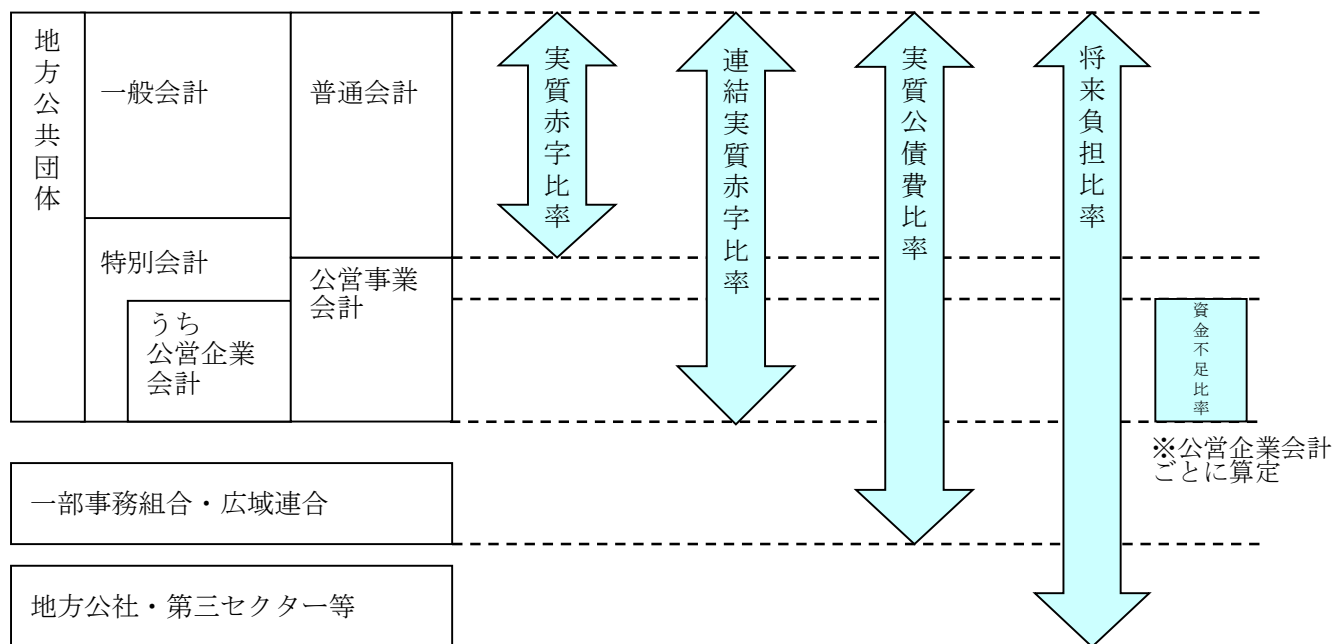 地方公共団体
一般会計
普通会計
特別会計
公営事業
会計
うち
公営企業
会計
実質赤字比率
連結実質赤字比率
実質公債費比率
将来負担比率
資金不足比率
※公営企業会計
ごとに算定
一部事務組合・広域連合
地方公社・第三セクター等